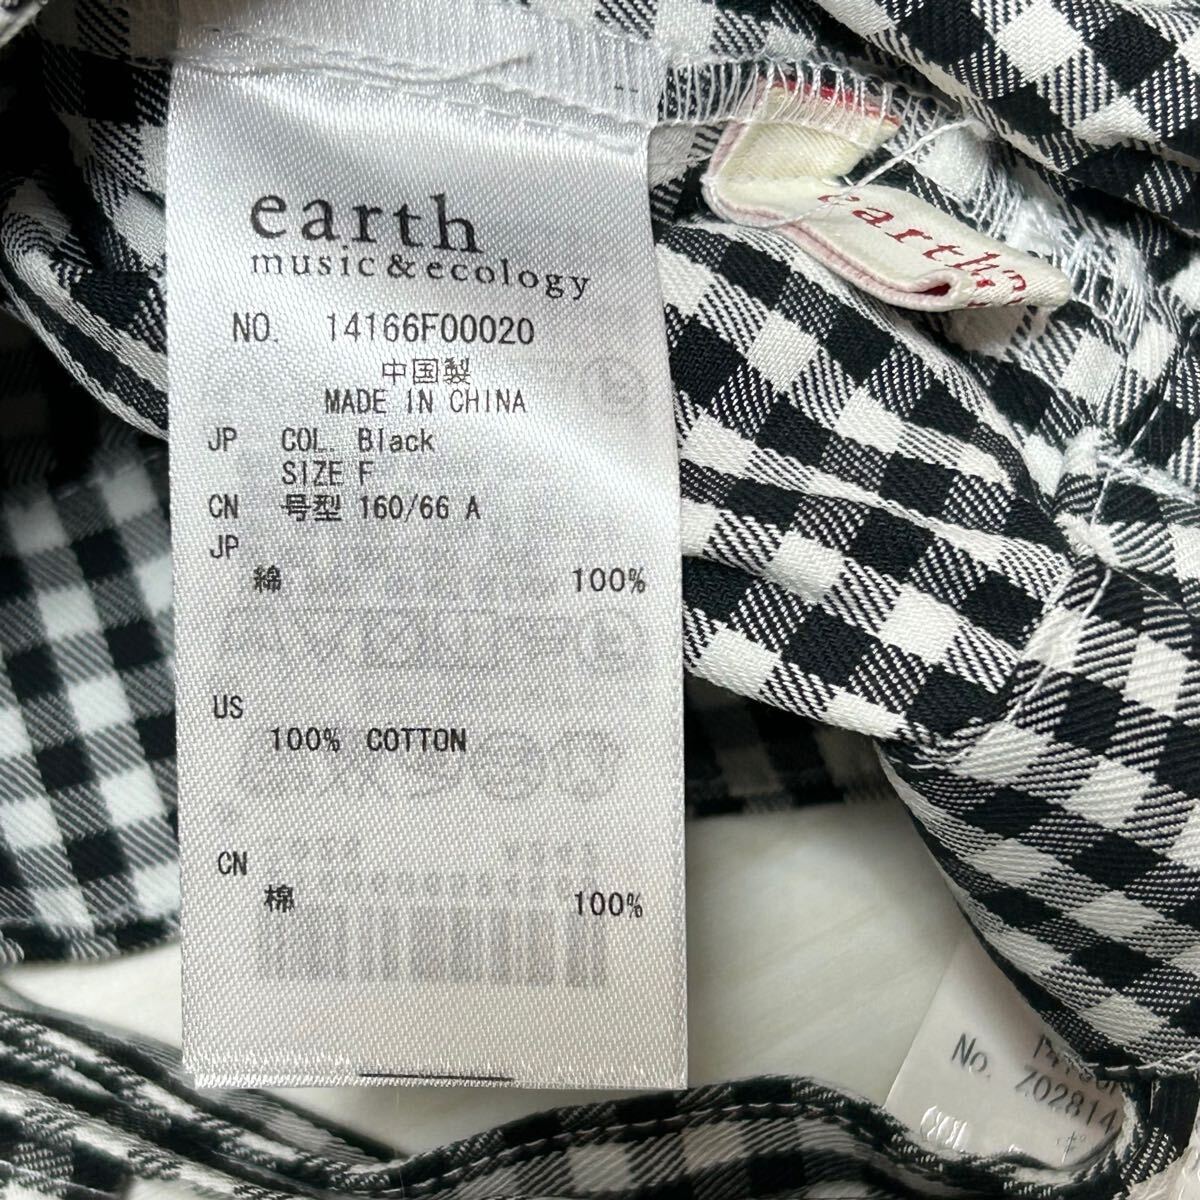 earth
music & ecology
NO. 14166F00020
中国製
MADE IN CHINA
JP COL. Black
SIZE F
CN 号型 160/66 A
JP
綿 100%
US
100% COTTON
CN
棉 100%
earth
No. Z02814